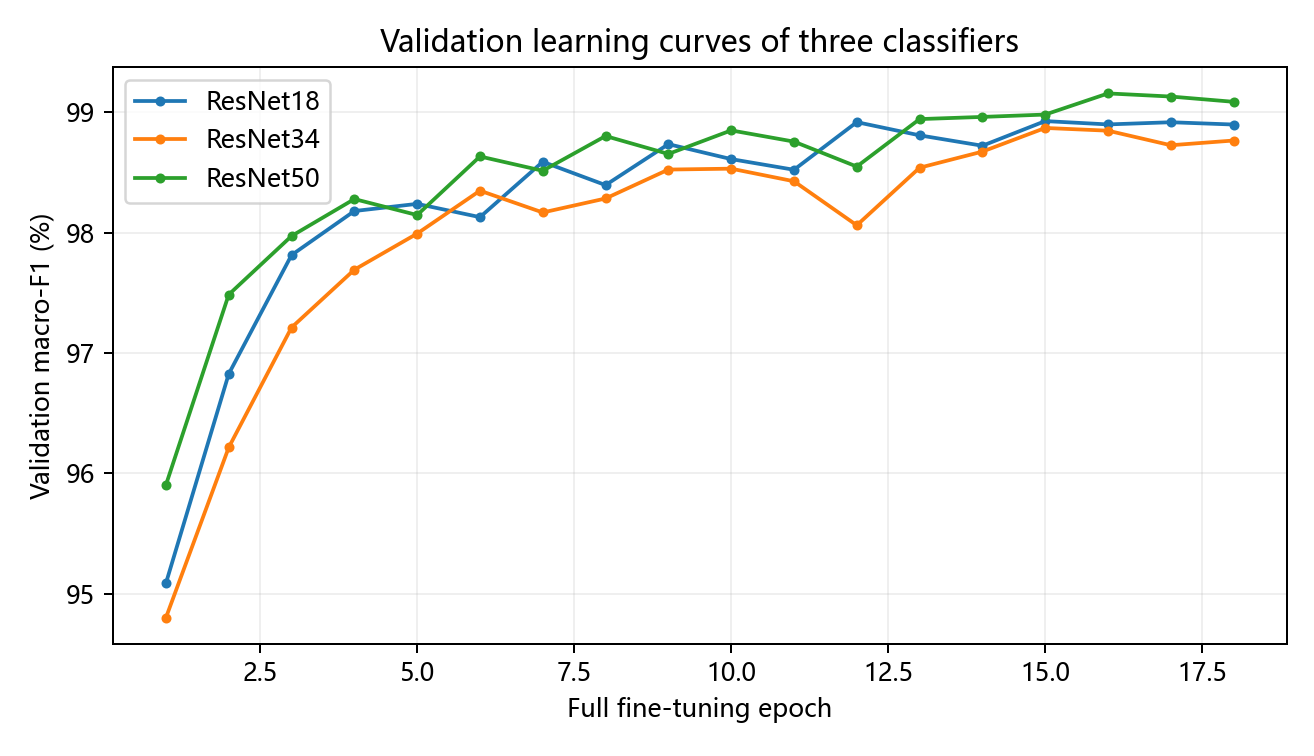 Validation learning curves of three classifiers
ResNet18
ResNet34
ResNet50
Validation macro-F1 (%)
99
98
97
96
95
2.5 5.0 7.5 10.0 12.5 15.0 17.5
Full fine-tuning epoch